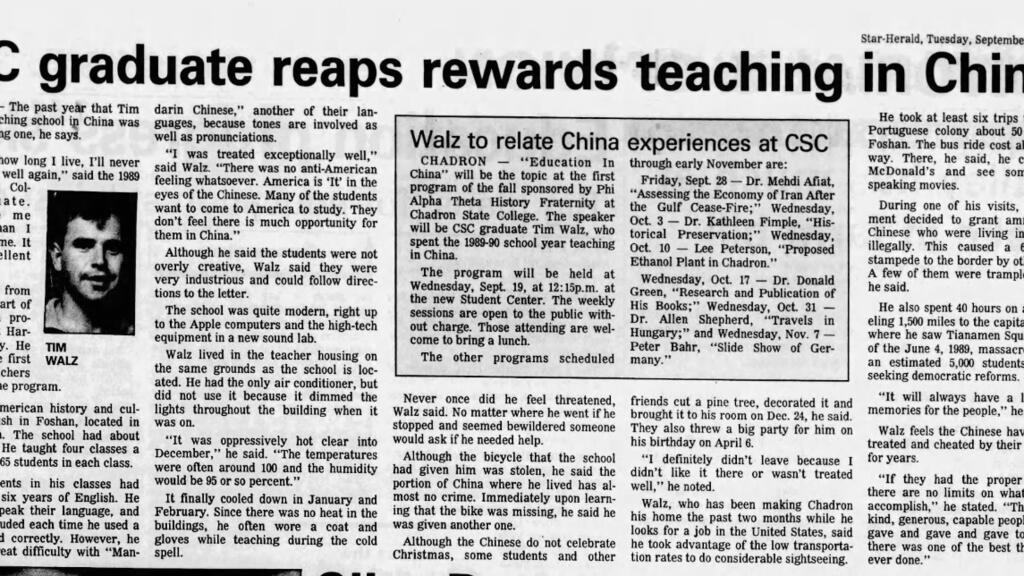 Star-Herald, Tuesday, September
C graduate reaps rewards teaching in Chin
— The past year that Tim
ching school in China was
ng one, he says.
how long I live, I'll never
well again," said the 1989
Col-
ate.
me
an I
me. It
ellent
from
art of
pro-
Har-
y. He
first
chers
he program.
TIM
WALZ
merican history and cul-
sh in Foshan, located in
. The school had about
He taught four classes a
65 students in each class.
ents in his classes had
six years of English. He
peak their language, and
uded each time he used a
d correctly. However, he
eat difficulty with "Man-
darin Chinese," another of their lan-
guages, because tones are involved as
well as pronunciations.
"I was treated exceptionally well,"
said Walz. "There was no anti-American
feeling whatsoever. America is 'It' in the
eyes of the Chinese. Many of the students
want to come to America to study. They
don't feel there is much opportunity for
them in China."
Although he said the students were not
overly creative, Walz said they were
very industrious and could follow direc-
tions to the letter.
The school was quite modern, right up
to the Apple computers and the high-tech
equipment in a new sound lab.
Walz lived in the teacher housing on
the same grounds as the school is loc-
ated. He had the only air conditioner, but
did not use it because it dimmed the
lights throughout the building when it
was on.
"It was oppressively hot clear into
December," he said. "The temperatures
were often around 100 and the humidity
would be 95 or so percent."
It finally cooled down in January and
February. Since there was no heat in the
buildings, he often wore a coat and
gloves while teaching during the cold
spell.
Walz to relate China experiences at CSC
CHADRON — "Education In
China" will be the topic at the first
program of the fall sponsored by Phi
Alpha Theta History Fraternity at
Chadron State College. The speaker
will be CSC graduate Tim Walz, who
spent the 1989-90 school year teaching
in China.
The program will be held at
Wednesday, Sept. 19, at 12:15p.m. at
the new Student Center. The weekly
sessions are open to the public with-
out charge. Those attending are wel-
come to bring a lunch.
The other programs scheduled
through early November are:
Friday, Sept. 28 — Dr. Mehdi Afiat,
"Assessing the Economy of Iran After
the Gulf Cease-Fire;" Wednesday,
Oct. 3 — Dr. Kathleen Fimple, "His-
torical Preservation;" Wednesday,
Oct. 10 — Lee Peterson, "Proposed
Ethanol Plant in Chadron."
Wednesday, Oct. 17 — Dr. Donald
Green, "Research and Publication of
His Books;" Wednesday, Oct. 31 —
Dr. Allen Shepherd, "Travels in
Hungary;" and Wednesday, Nov. 7 —
Peter Bahr, "Slide Show of Ger-
many."
Never once did he feel threatened,
Walz said. No matter where he went if he
stopped and seemed bewildered someone
would ask if he needed help.
Although the bicycle that the school
had given him was stolen, he said the
portion of China where he lived has al-
most no crime. Immediately upon learn-
ing that the bike was missing, he said he
was given another one.
Although the Chinese do not celebrate
Christmas, some students and other
friends cut a pine tree, decorated it and
brought it to his room on Dec. 24, he said.
They also threw a big party for him on
his birthday on April 6.
"I definitely didn't leave because I
didn't like it there or wasn't treated
well," he noted.
Walz, who has been making Chadron
his home the past two months while he
looks for a job in the United States, said
he took advantage of the low transporta-
tion rates to do considerable sightseeing.
He took at least six trips
Portuguese colony about 50
Foshan. The bus ride cost al
way. There, he said, he c
McDonald's and see som
speaking movies.
During one of his visits,
ment decided to grant am
Chinese who were living in
illegally. This caused a 6
stampede to the border by ot
A few of them were trampl
he said.
He also spent 40 hours on a
eling 1,500 miles to the capita
where he saw Tianamen Squ
of the June 4, 1989, massacr
an estimated 5,000 students
seeking democratic reforms.
"It will always have a l
memories for the people," he
Walz feels the Chinese hav
treated and cheated by their
for years.
"If they had the proper
there are no limits on what
accomplish," he stated. "Th
kind, generous, capable peopl
gave and gave and gave to
there was one of the best th
ever done."